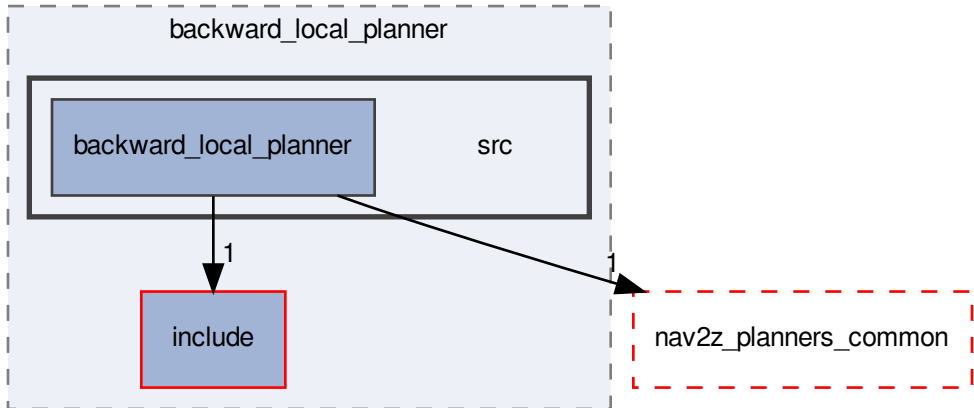 backward_local_planner
backward_local_planner
src
1
1
include
nav2z_planners_common